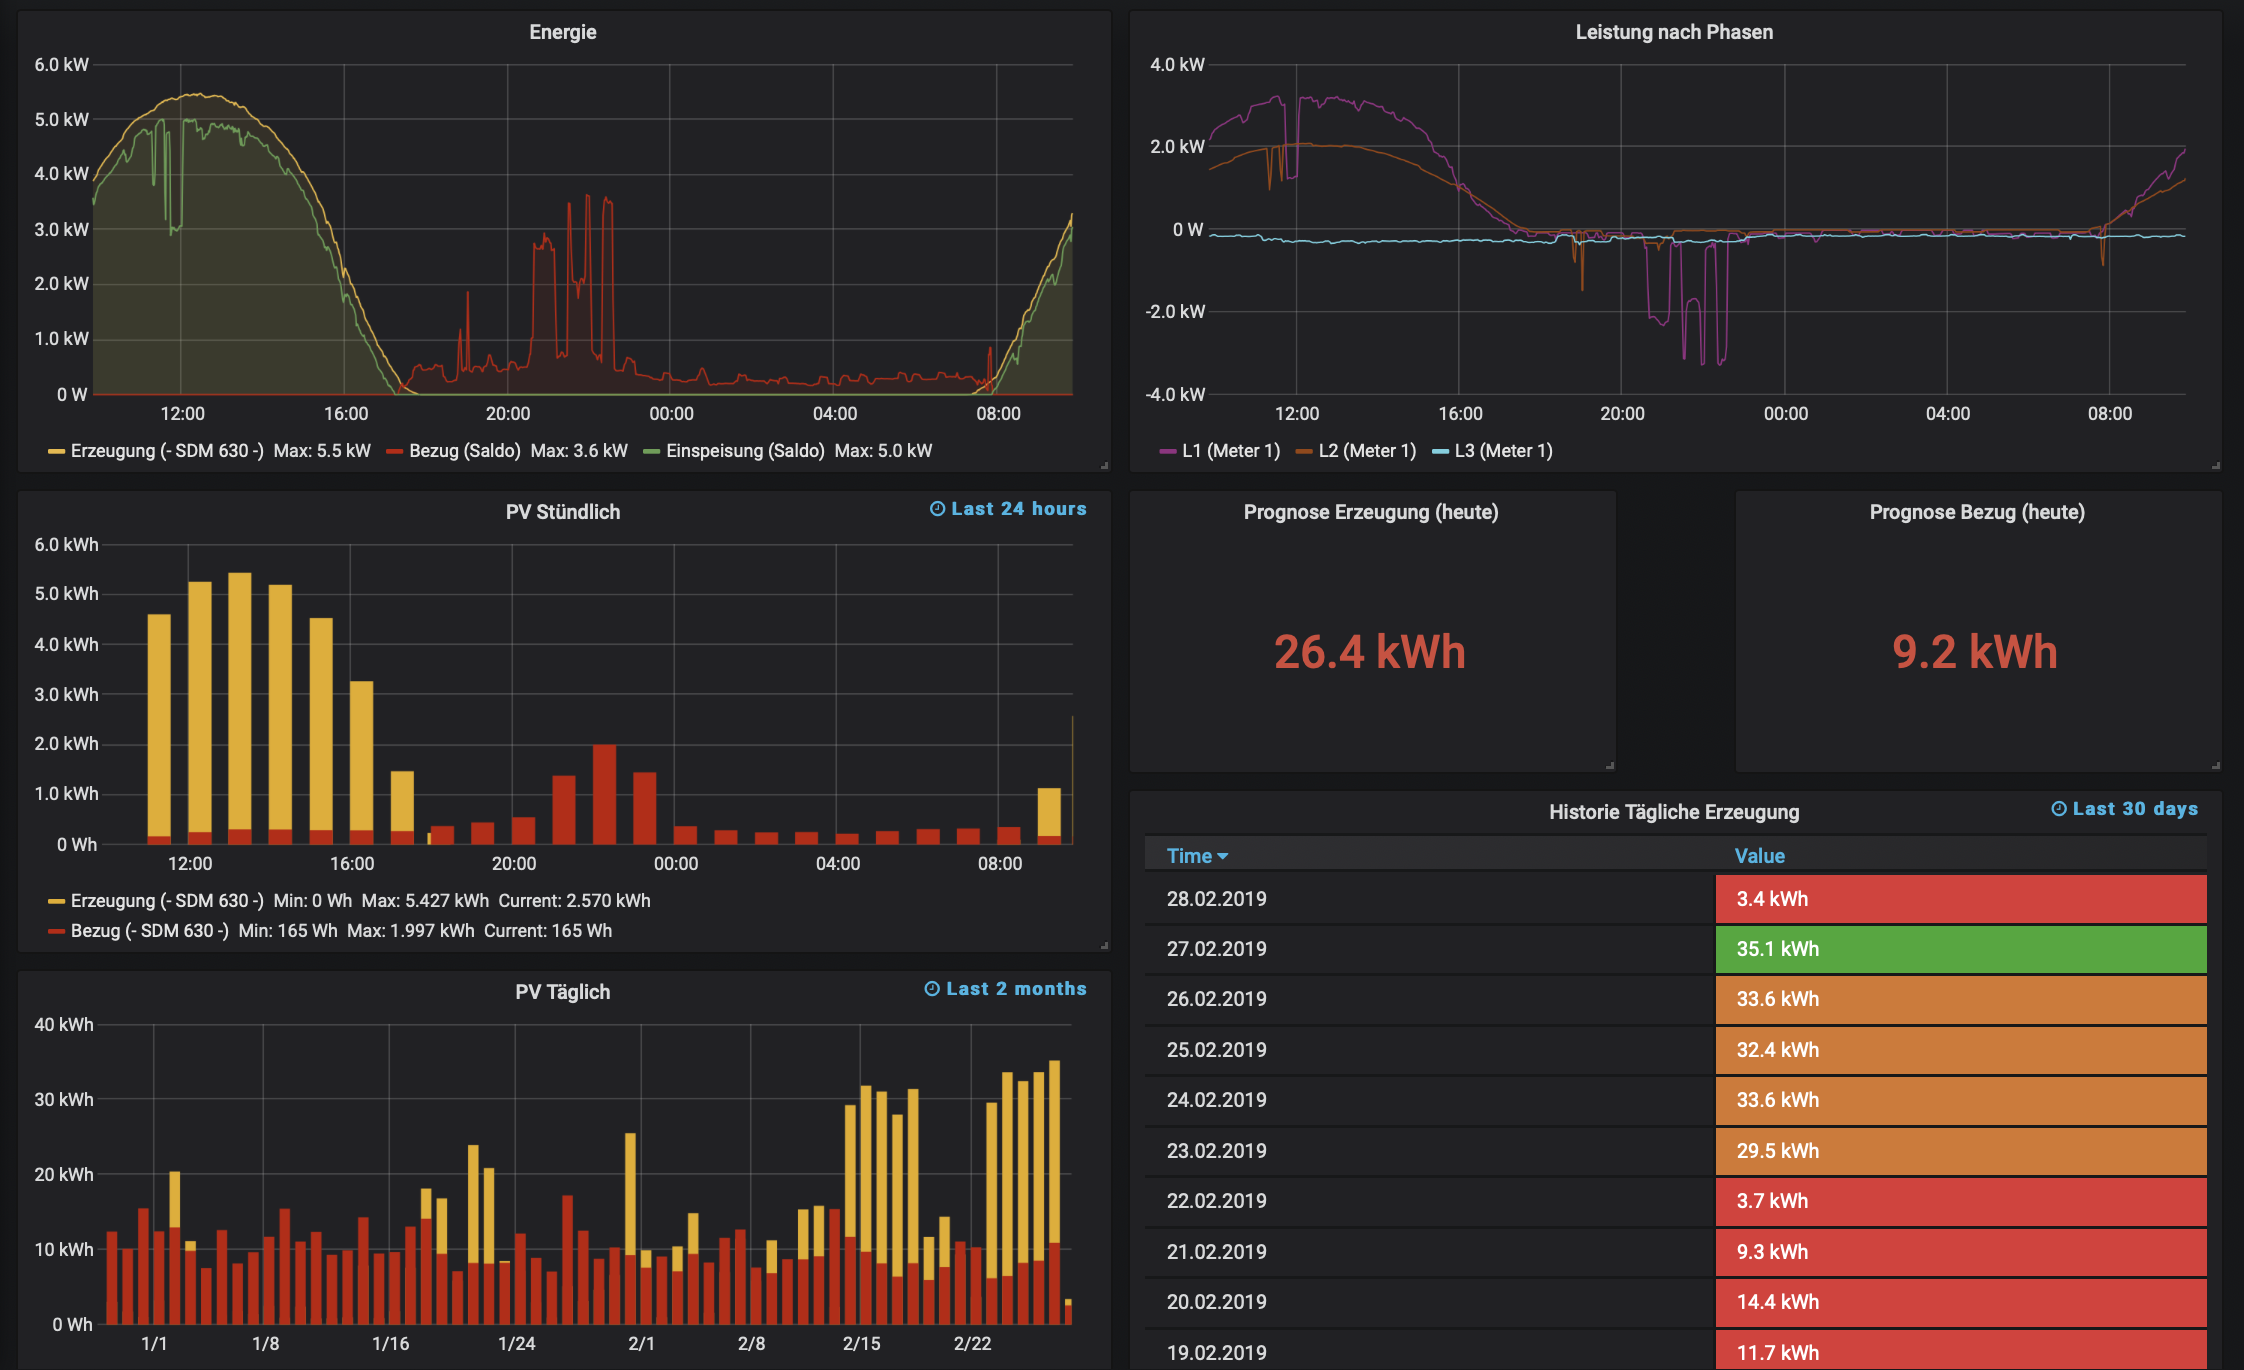 Energie
6.0 kW
5.0 kW
4.0 kW
3.0 kW
2.0 kW
1.0 kW
0 W
12:00 16:00 20:00 00:00 04:00 08:00
Erzeugung (- SDM 630 -) Max: 5.5 kW Bezug (Saldo) Max: 3.6 kW Einspeisung (Saldo) Max: 5.0 kW
Leistung nach Phasen
4.0 kW
2.0 kW
0 W
-2.0 kW
-4.0 kW
12:00 16:00 20:00 00:00 04:00 08:00
L1 (Meter 1) L2 (Meter 1) L3 (Meter 1)
PV Stündlich
Last 24 hours
6.0 kWh
5.0 kWh
4.0 kWh
3.0 kWh
2.0 kWh
1.0 kWh
0 Wh
12:00 16:00 20:00 00:00 04:00 08:00
Erzeugung (- SDM 630 -) Min: 0 Wh Max: 5.427 kWh Current: 2.570 kWh
Bezug (- SDM 630 -) Min: 165 Wh Max: 1.997 kWh Current: 165 Wh
Prognose Erzeugung (heute)
26.4 kWh
Prognose Bezug (heute)
9.2 kWh
PV Täglich
Last 2 months
40 kWh
30 kWh
20 kWh
10 kWh
0 Wh
1/1 1/8 1/16 1/24 2/1 2/8 2/15 2/22
Historie Tägliche Erzeugung
Last 30 days
Time Value
28.02.2019 3.4 kWh
27.02.2019 35.1 kWh
26.02.2019 33.6 kWh
25.02.2019 32.4 kWh
24.02.2019 33.6 kWh
23.02.2019 29.5 kWh
22.02.2019 3.7 kWh
21.02.2019 9.3 kWh
20.02.2019 14.4 kWh
19.02.2019 11.7 kWh